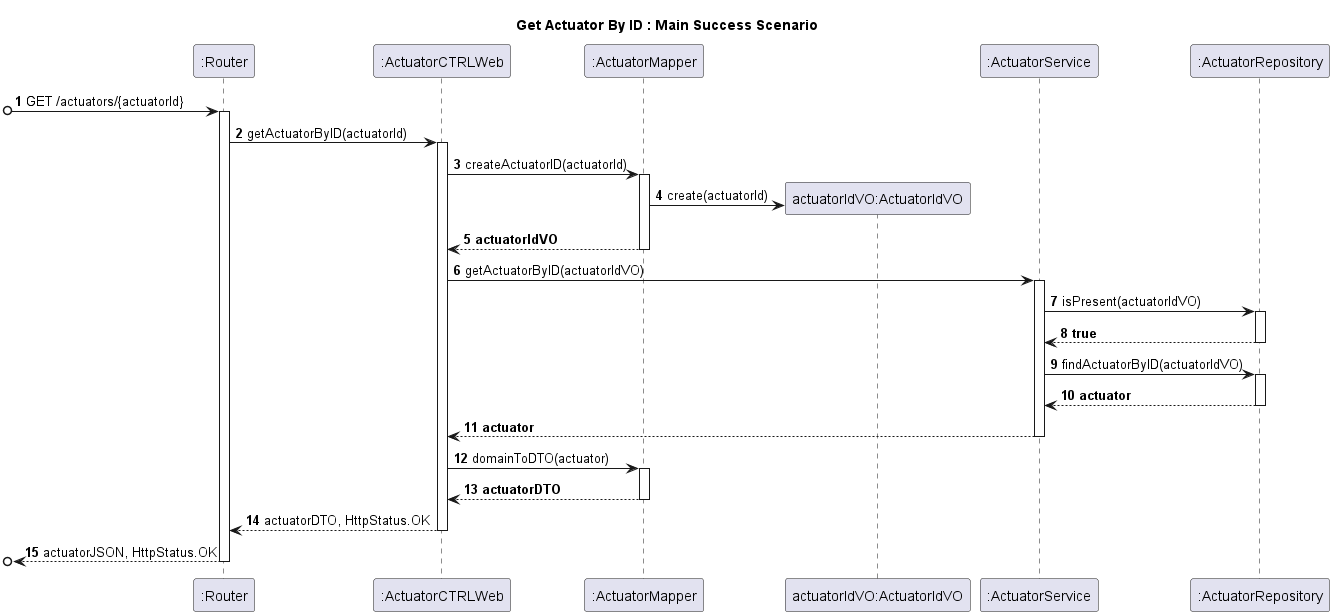 Get Actuator By ID : Main Success Scenario
:Router :ActuatorCTRLWeb :ActuatorMapper :ActuatorService :ActuatorRepository
1 GET /actuators/{actuatorId}
2 getActuatorByID(actuatorId)
3 createActuatorID(actuatorId)
4 create(actuatorId) actuatorIdVO:ActuatorIdVO
5 actuatorIdVO
6 getActuatorByID(actuatorIdVO)
7 isPresent(actuatorIdVO)
8 true
9 findActuatorByID(actuatorIdVO)
10 actuator
11 actuator
12 domainToDTO(actuator)
13 actuatorDTO
14 actuatorDTO, HttpStatus.OK
15 actuatorJSON, HttpStatus.OK
:Router :ActuatorCTRLWeb :ActuatorMapper actuatorIdVO:ActuatorIdVO :ActuatorService :ActuatorRepository